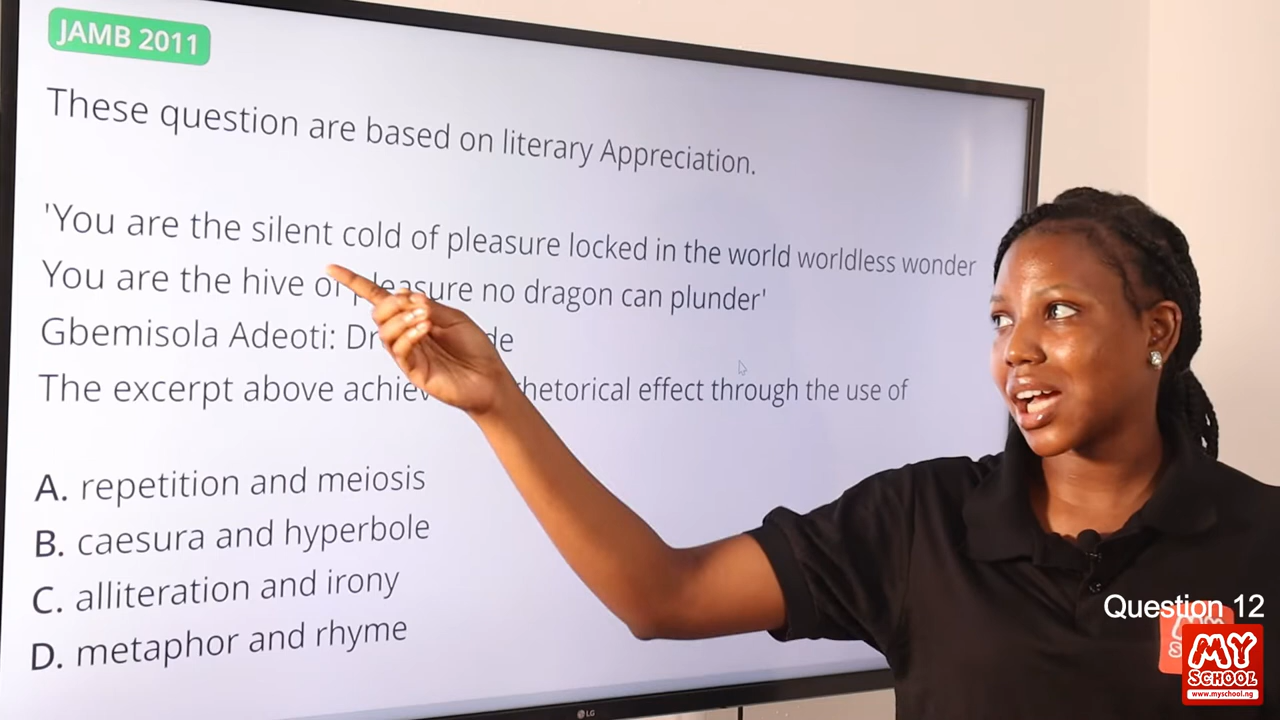 JAMB 2011
These question are based on literary Appreciation.
'You are the silent cold of pleasure locked in the world worldless wonder
You are the hive of pleasure no dragon can plunder'
Gbemisola Adeoti:
The excerpt above rhetorical effect through the use of
A. repetition and meiosis
B. caesura and hyperbole
C. alliteration and irony
D. metaphor and rhyme
Question 12
MY
SCHOOL
www.myschool.ng
LG